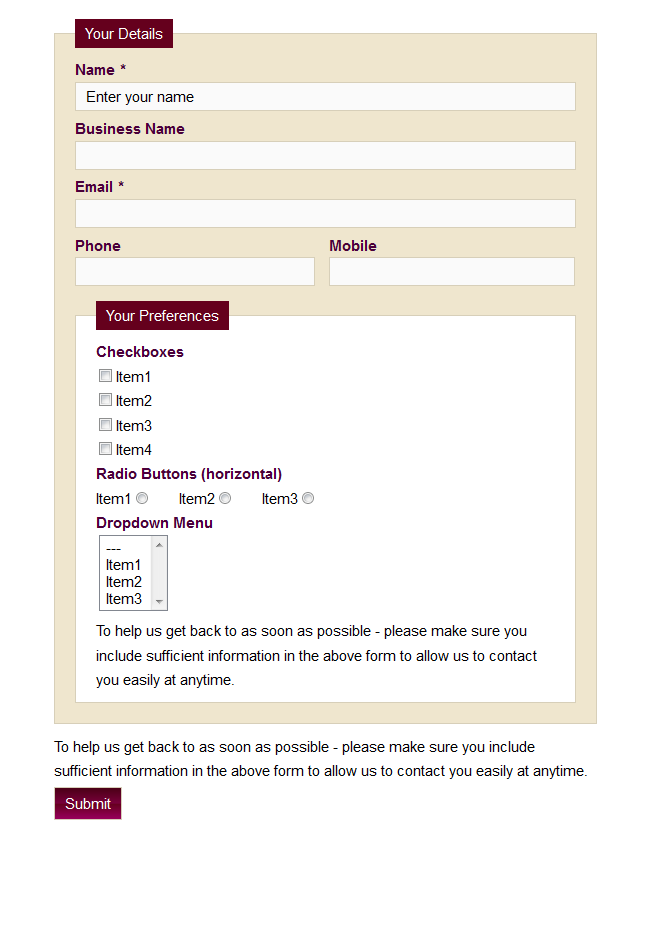 Your Details
Name *
Enter your name
Business Name
Email *
Phone Mobile
Your Preferences
Checkboxes
Item1
Item2
Item3
Item4
Radio Buttons (horizontal)
Item1 Item2 Item3
Dropdown Menu
---
Item1
Item2
Item3
To help us get back to as soon as possible - please make sure you
include sufficient information in the above form to allow us to contact
you easily at anytime.
To help us get back to as soon as possible - please make sure you include
sufficient information in the above form to allow us to contact you easily at anytime.
Submit